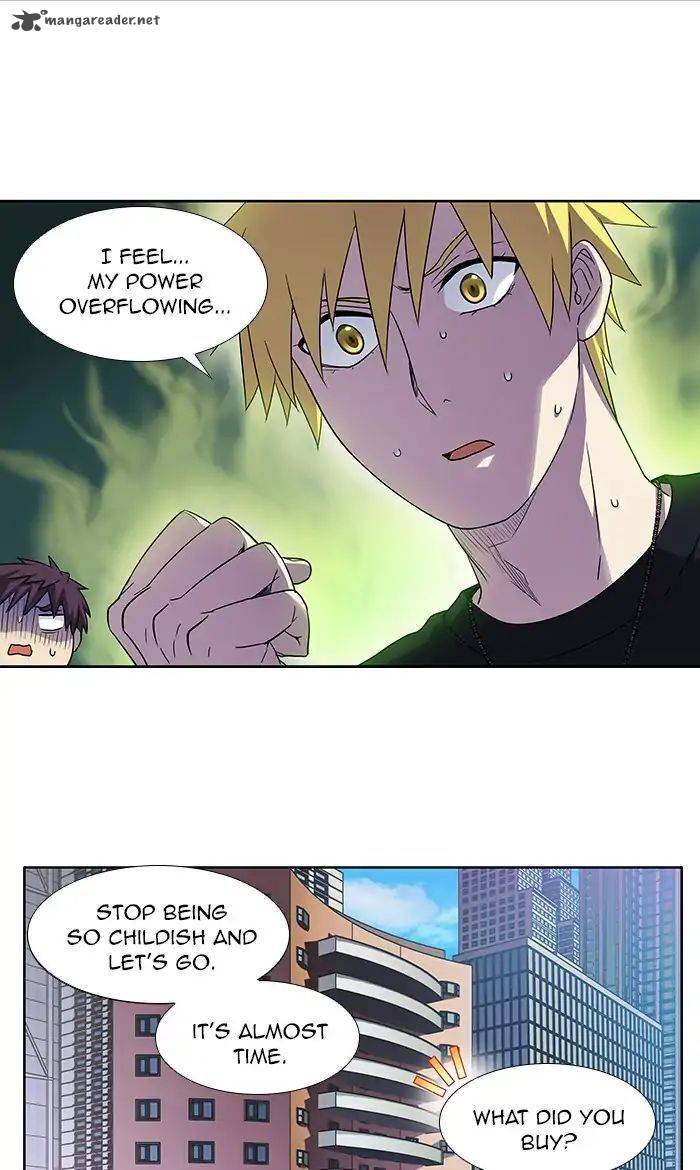 mangareader.net
I FEEL...
MY POWER
OVERFLOWING...
STOP BEING
SO CHILDISH AND
LET'S GO.
IT'S ALMOST
TIME.
WHAT DID YOU
BUY?